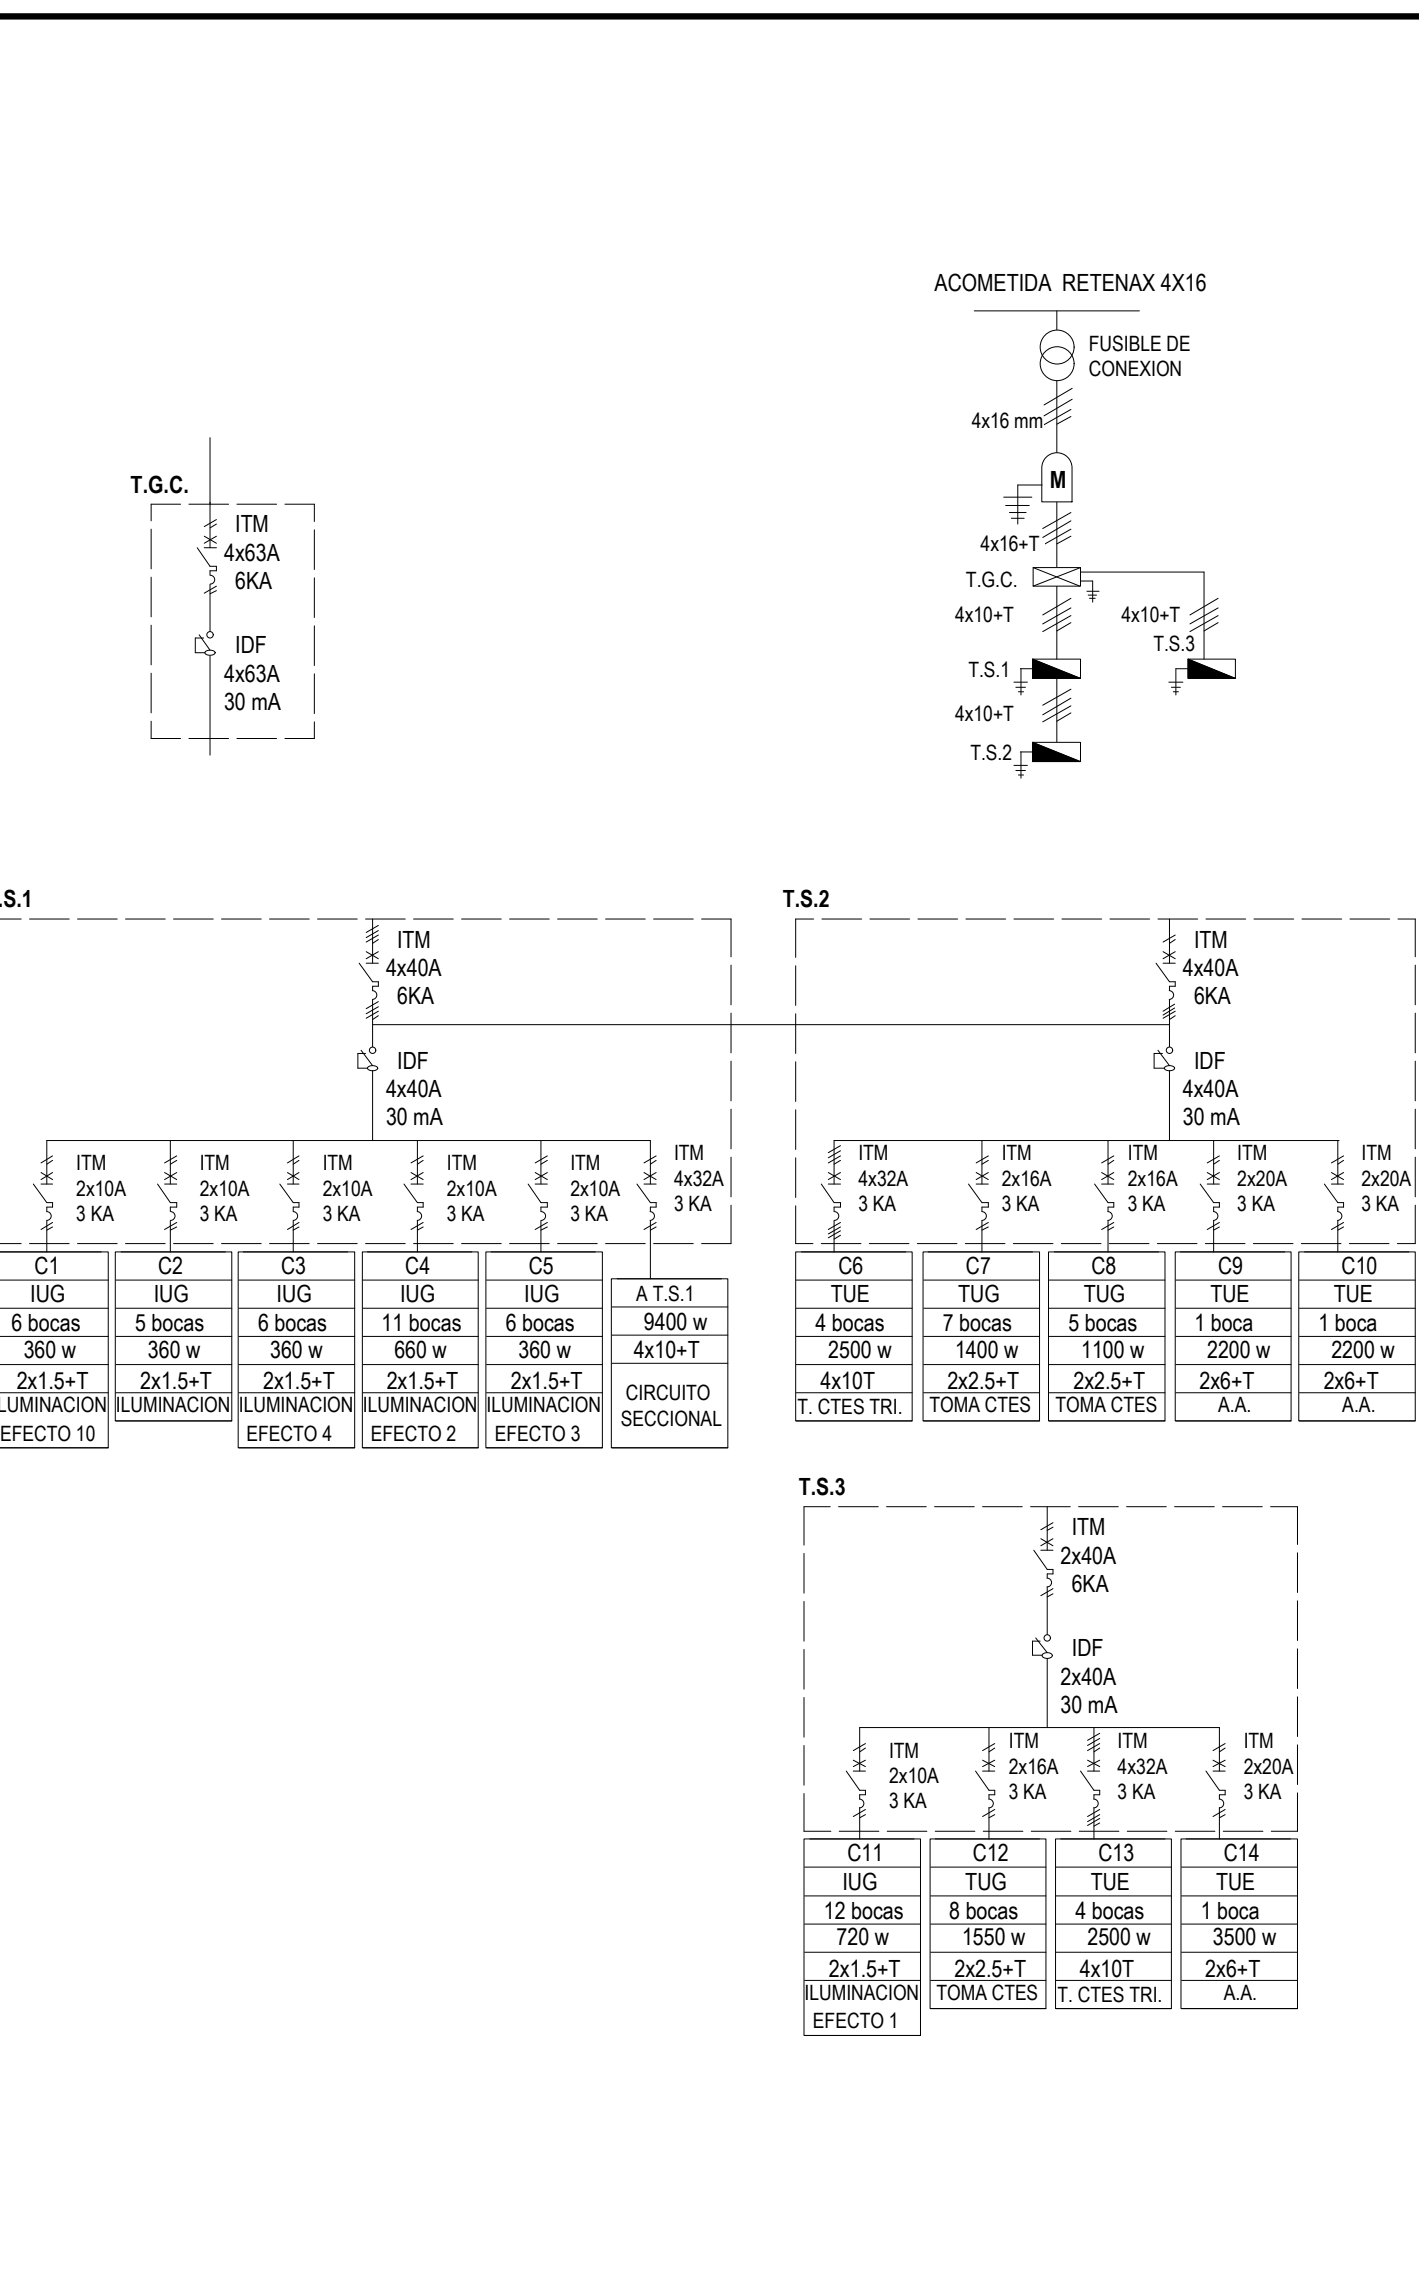 ACOMETIDA RETENAX 4X16
FUSIBLE DE
CONEXION
4x16 mm
M
4x16+T
T.G.C.
4x10+T
4x10+T
T.S.3
T.S.1
4x10+T
T.S.2
T.G.C.
ITM
4x63A
6KA
IDF
4x63A
30 mA
.S.1
ITM
4x40A
6KA
IDF
4x40A
30 mA
ITM
2x10A
3 KA
ITM
2x10A
3 KA
ITM
2x10A
3 KA
ITM
2x10A
3 KA
ITM
2x10A
3 KA
ITM
4x32A
3 KA
C1
IUG
6 bocas
360 w
2x1.5+T
LUMINACION
EFECTO 10
C2
IUG
5 bocas
360 w
2x1.5+T
ILUMINACION
C3
IUG
6 bocas
360 w
2x1.5+T
ILUMINACION
EFECTO 4
C4
IUG
11 bocas
660 w
2x1.5+T
ILUMINACION
EFECTO 2
C5
IUG
6 bocas
360 w
2x1.5+T
ILUMINACION
EFECTO 3
A T.S.1
9400 w
4x10+T
CIRCUITO
SECCIONAL
T.S.2
ITM
4x40A
6KA
IDF
4x40A
30 mA
ITM
4x32A
3 KA
ITM
2x16A
3 KA
ITM
2x16A
3 KA
ITM
2x20A
3 KA
ITM
2x20A
3 KA
C6
TUE
4 bocas
2500 w
4x10T
T. CTES TRI.
C7
TUG
7 bocas
1400 w
2x2.5+T
TOMA CTES
C8
TUG
5 bocas
1100 w
2x2.5+T
TOMA CTES
C9
TUE
1 boca
2200 w
2x6+T
A.A.
C10
TUE
1 boca
2200 w
2x6+T
A.A.
T.S.3
ITM
2x40A
6KA
IDF
2x40A
30 mA
ITM
2x10A
3 KA
ITM
2x16A
3 KA
ITM
4x32A
3 KA
ITM
2x20A
3 KA
C11
IUG
12 bocas
720 w
2x1.5+T
ILUMINACION
EFECTO 1
C12
TUG
8 bocas
1550 w
2x2.5+T
TOMA CTES
C13
TUE
4 bocas
2500 w
4x10T
T. CTES TRI.
C14
TUE
1 boca
3500 w
2x6+T
A.A.